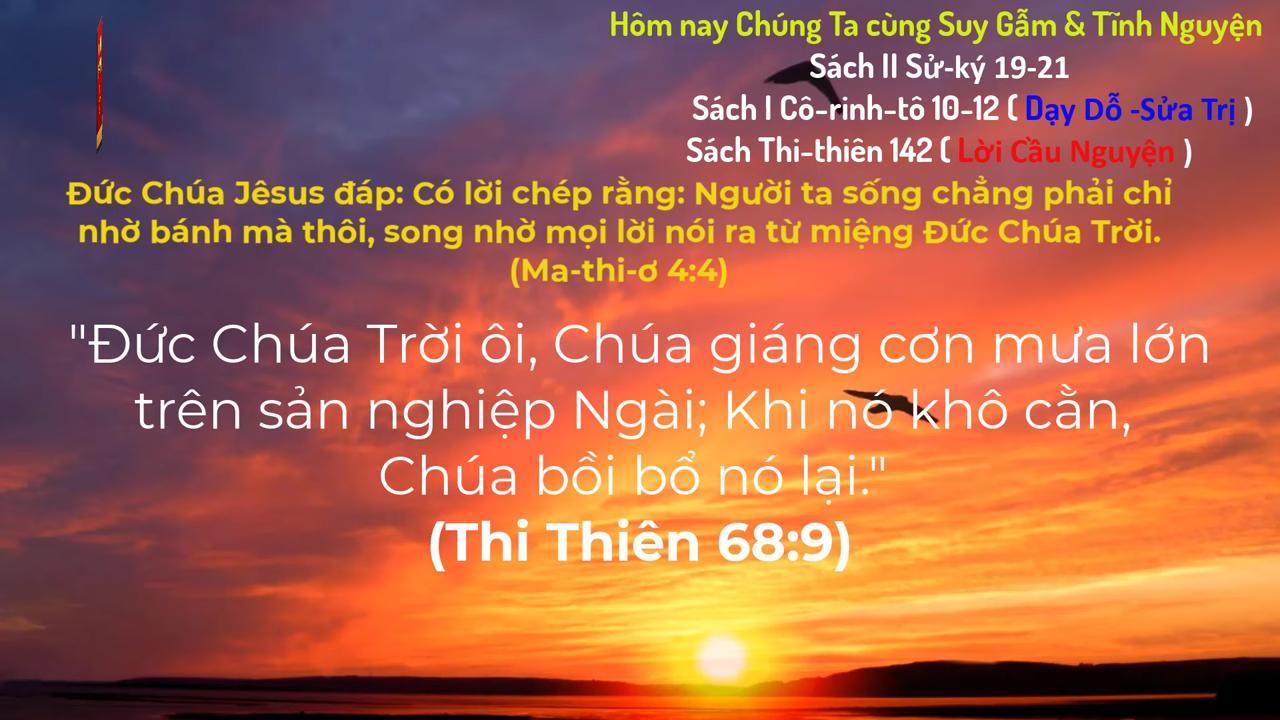 Hôm nay Chúng Ta cùng Suy Gẫm & Tĩnh Nguyện
Sách II Sử-ký 19-21
Sách I Cô-rinh-tô 10-12 ( Dạy Dỗ -Sửa Trị )
Sách Thi-thiên 142 ( Lời Cầu Nguyện )
Đức Chúa Jêsus đáp: Có lời chép rằng: Người ta sống chẳng phải chỉ
nhờ bánh mà thôi, song nhờ mọi lời nói ra từ miệng Đức Chúa Trời.
(Ma-thi-ơ 4:4)
"Đức Chúa Trời ôi, Chúa giáng cơn mưa lớn
trên sản nghiệp Ngài; Khi nó khô cằn,
Chúa bồi bổ nó lại."
(Thi Thiên 68:9)